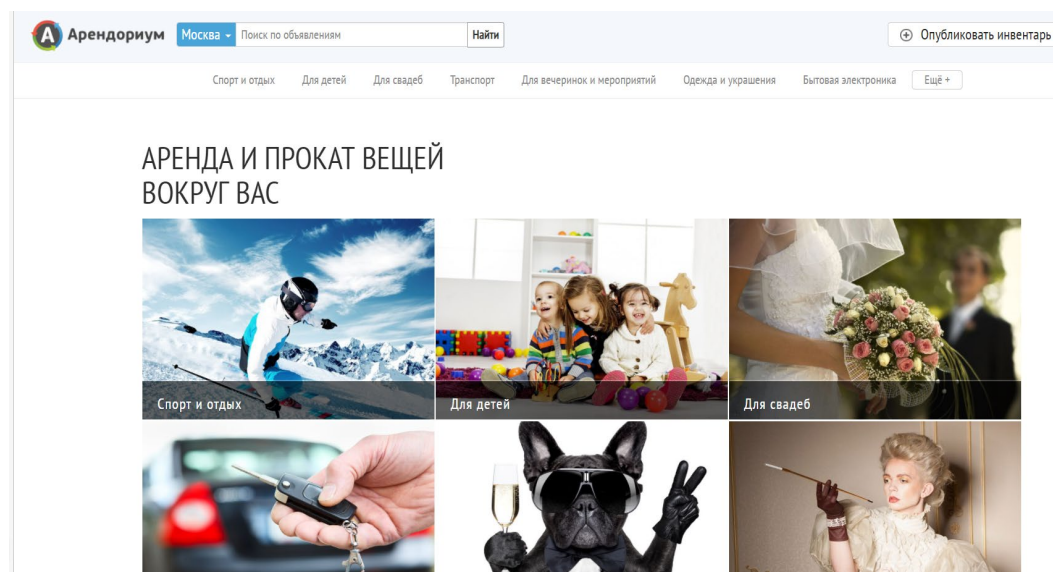 Арендориум
Москва
Поиск по объявлениям
Найти
Опубликовать инвентарь
Спорт и отдых
Для детей
Для свадеб
Транспорт
Для вечеринок и мероприятий
Одежда и украшения
Бытовая электроника
Ещё +
АРЕНДА И ПРОКАТ ВЕЩЕЙ
ВОКРУГ ВАС
Спорт и отдых
Для детей
Для свадеб